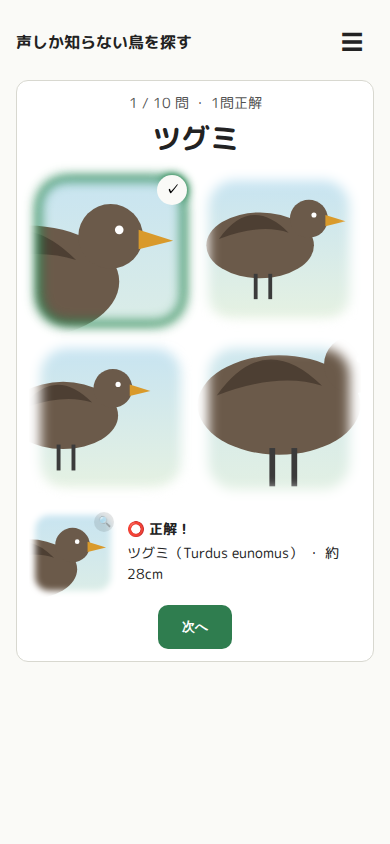 声しか知らない鳥を探す
1 / 10 問 ・ 1問正解
ツグミ
⭕ 正解！
ツグミ（Turdus eunomus） ・ 約
28cm
次へ